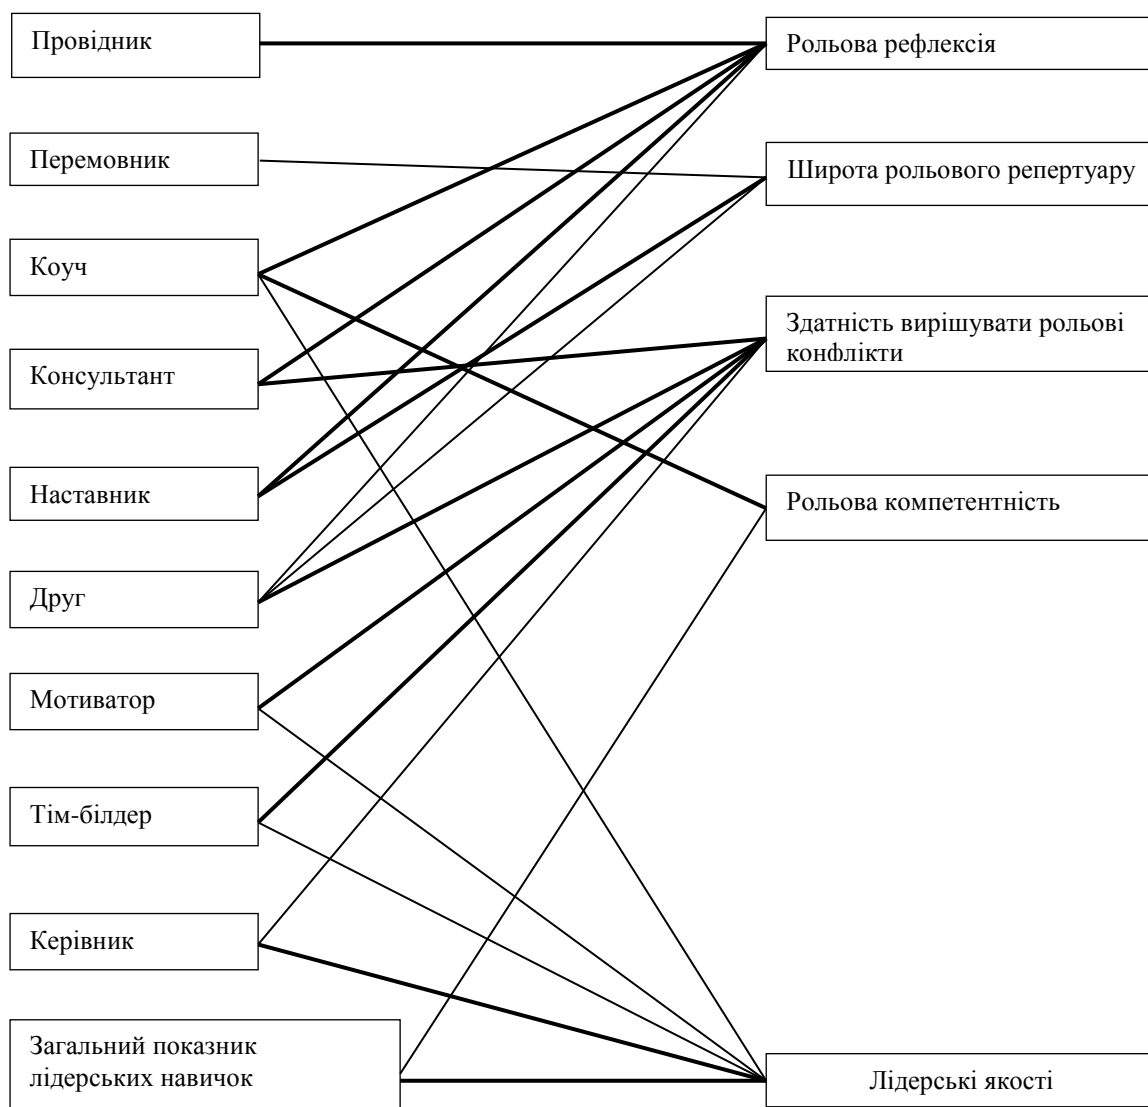 Провідник
Рольова рефлексія
Перемовник
Широта рольового репертуару
Коуч
Здатність вирішувати рольові
конфлікти
Консультант
Наставник
Рольова компетентність
Друг
Мотиватор
Тім-білдер
Керівник
Загальний показник
лідерських навичок
Лідерські якості